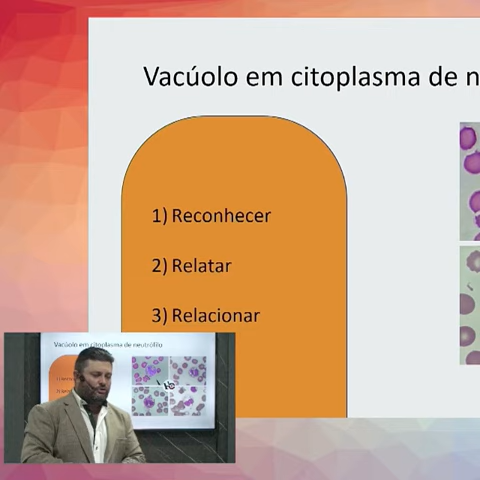 Vacúolo em citoplasma de n
1) Reconhecer
2) Relatar
3) Relacionar
Vacúolo em citoplasma de neutrófilo